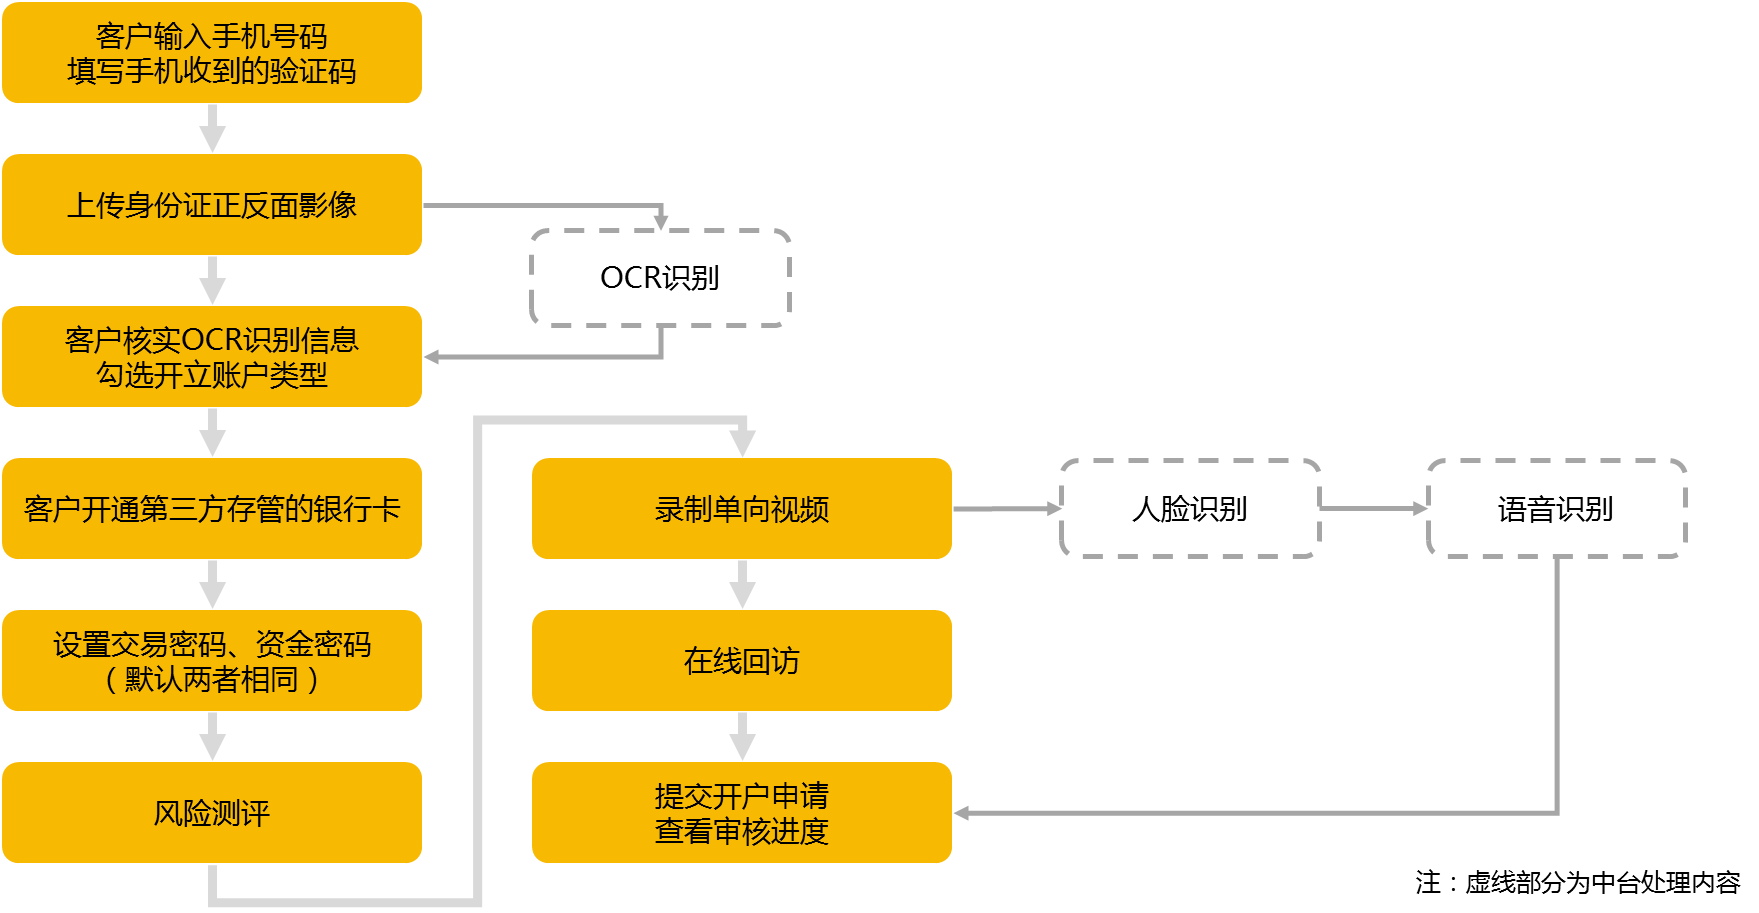 客户输入手机号码
填写手机收到的验证码
上传身份证正反面影像
OCR识别
客户核实OCR识别信息
勾选开立账户类型
客户开通第三方存管的银行卡
设置交易密码、资金密码
（默认两者相同）
风险测评
录制单向视频
人脸识别
语音识别
在线回访
提交开户申请
查看审核进度
注：虚线部分为中台处理内容